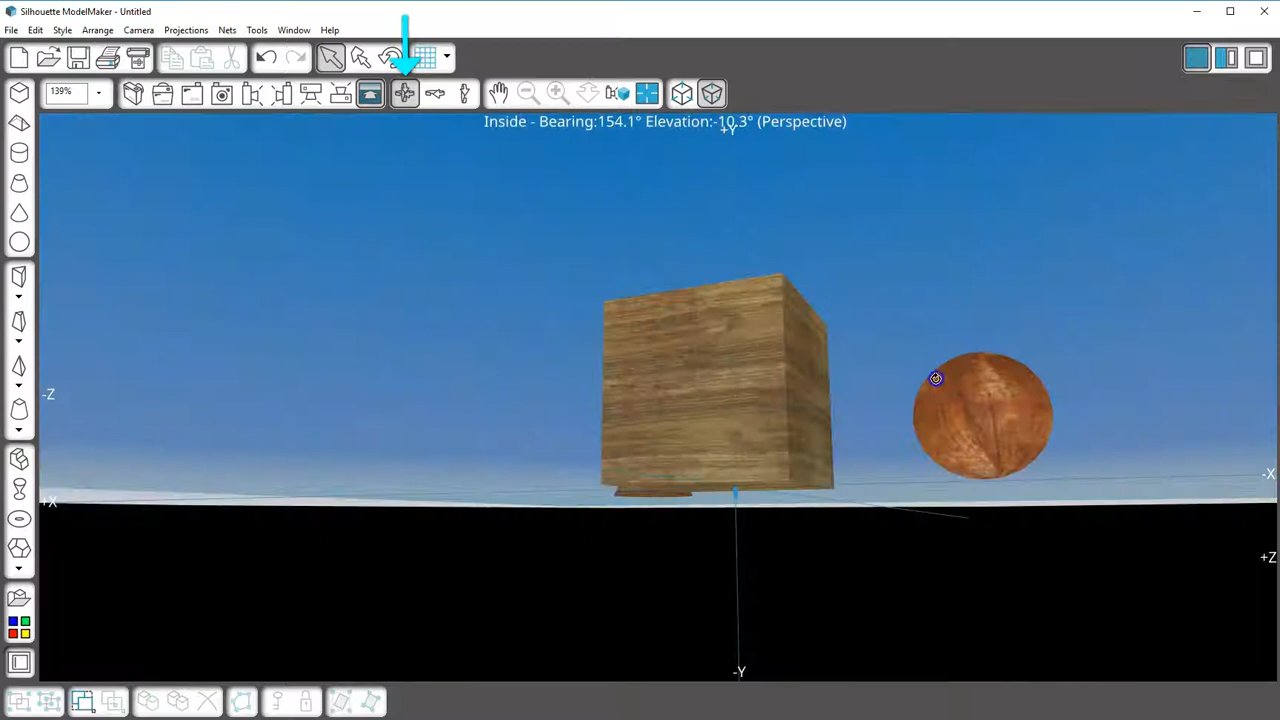 Silhouette ModelMaker - Untitled
File Edit Style Arrange Camera Projections Nets Tools Window Help
139%
Inside - Bearing:154.1° Elevation:-10.3° (Perspective)
+Y
-Z
-X
+X
+Z
-Y